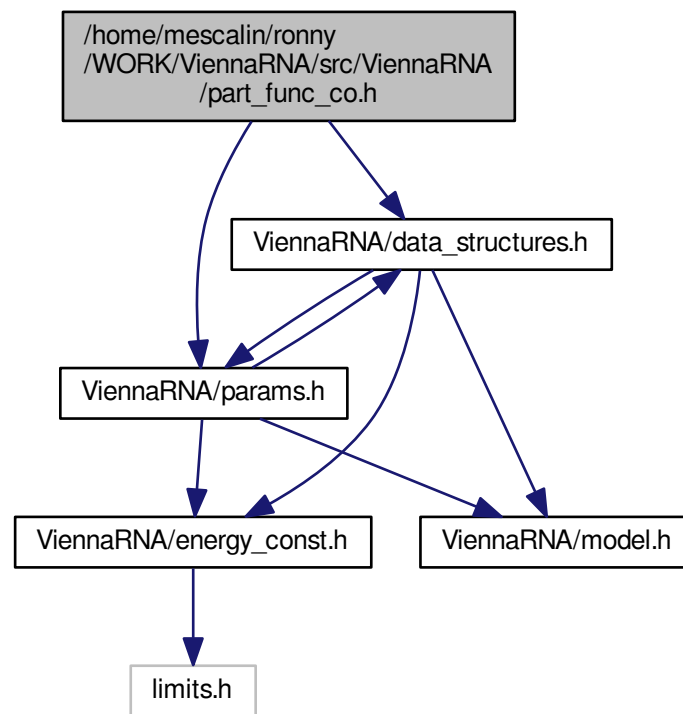 /home/mescalin/ronny
/WORK/ViennaRNA/src/ViennaRNA
/part_func_co.h
ViennaRNA/data_structures.h
ViennaRNA/params.h
ViennaRNA/energy_const.h
ViennaRNA/model.h
limits.h